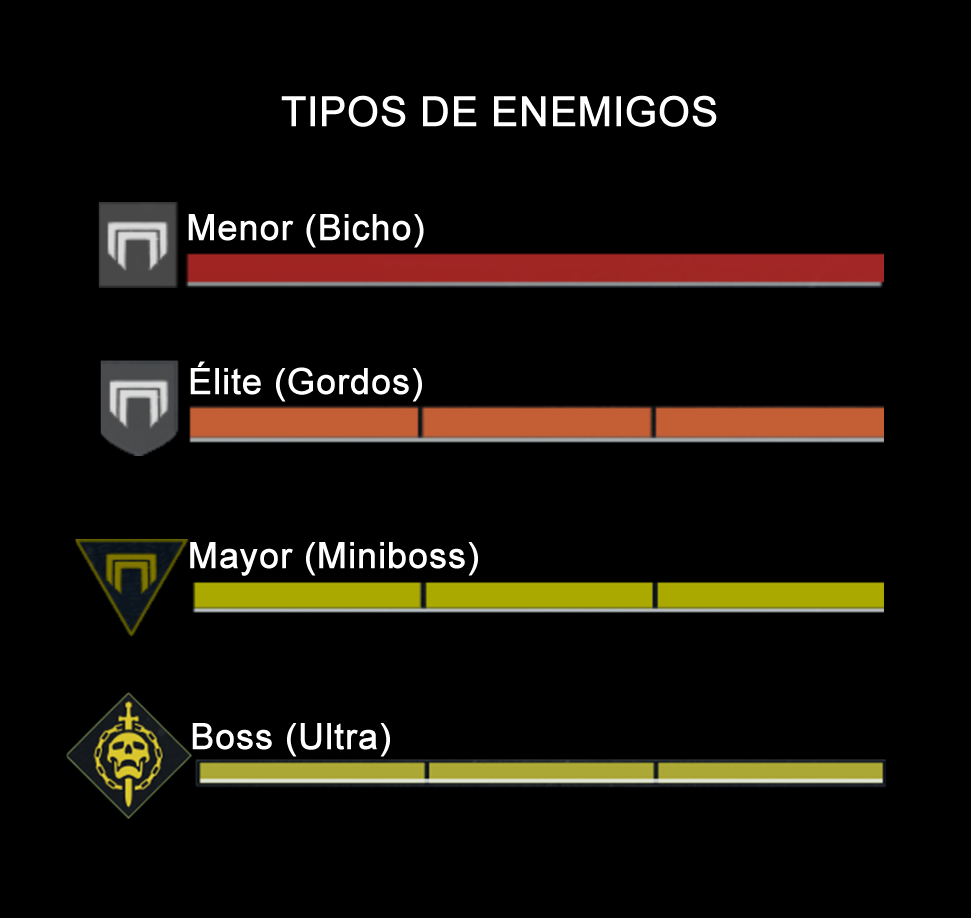 TIPOS DE ENEMIGOS
Menor (Bicho)
Élite (Gordos)
Mayor (Miniboss)
Boss (Ultra)